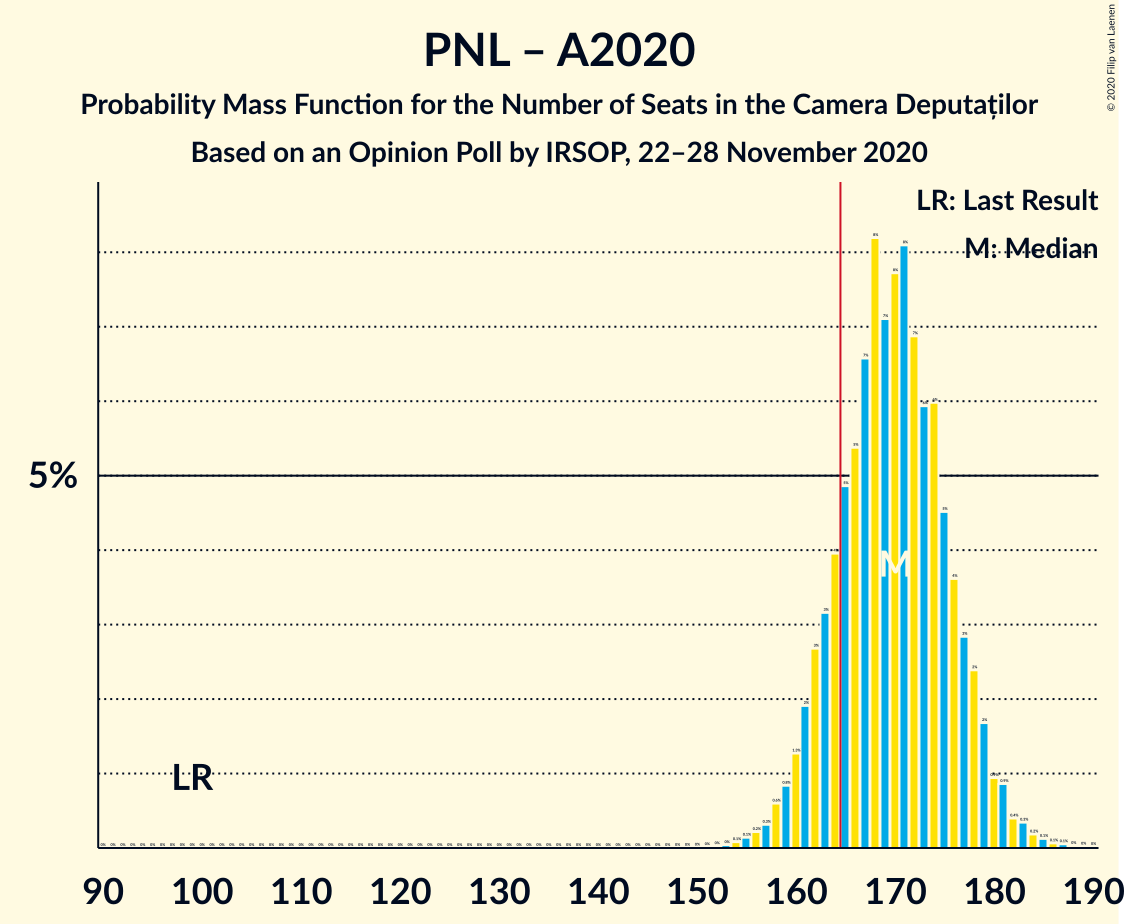 PNL – A2020
Probability Mass Function for the Number of Seats in the Camera Deputaților
Based on an Opinion Poll by IRSOP, 22–28 November 2020
© 2020 Filip van Laenen
LR: Last Result
M: Median
5%
M
LR
90 100 110 120 130 140 150 160 170 180 190